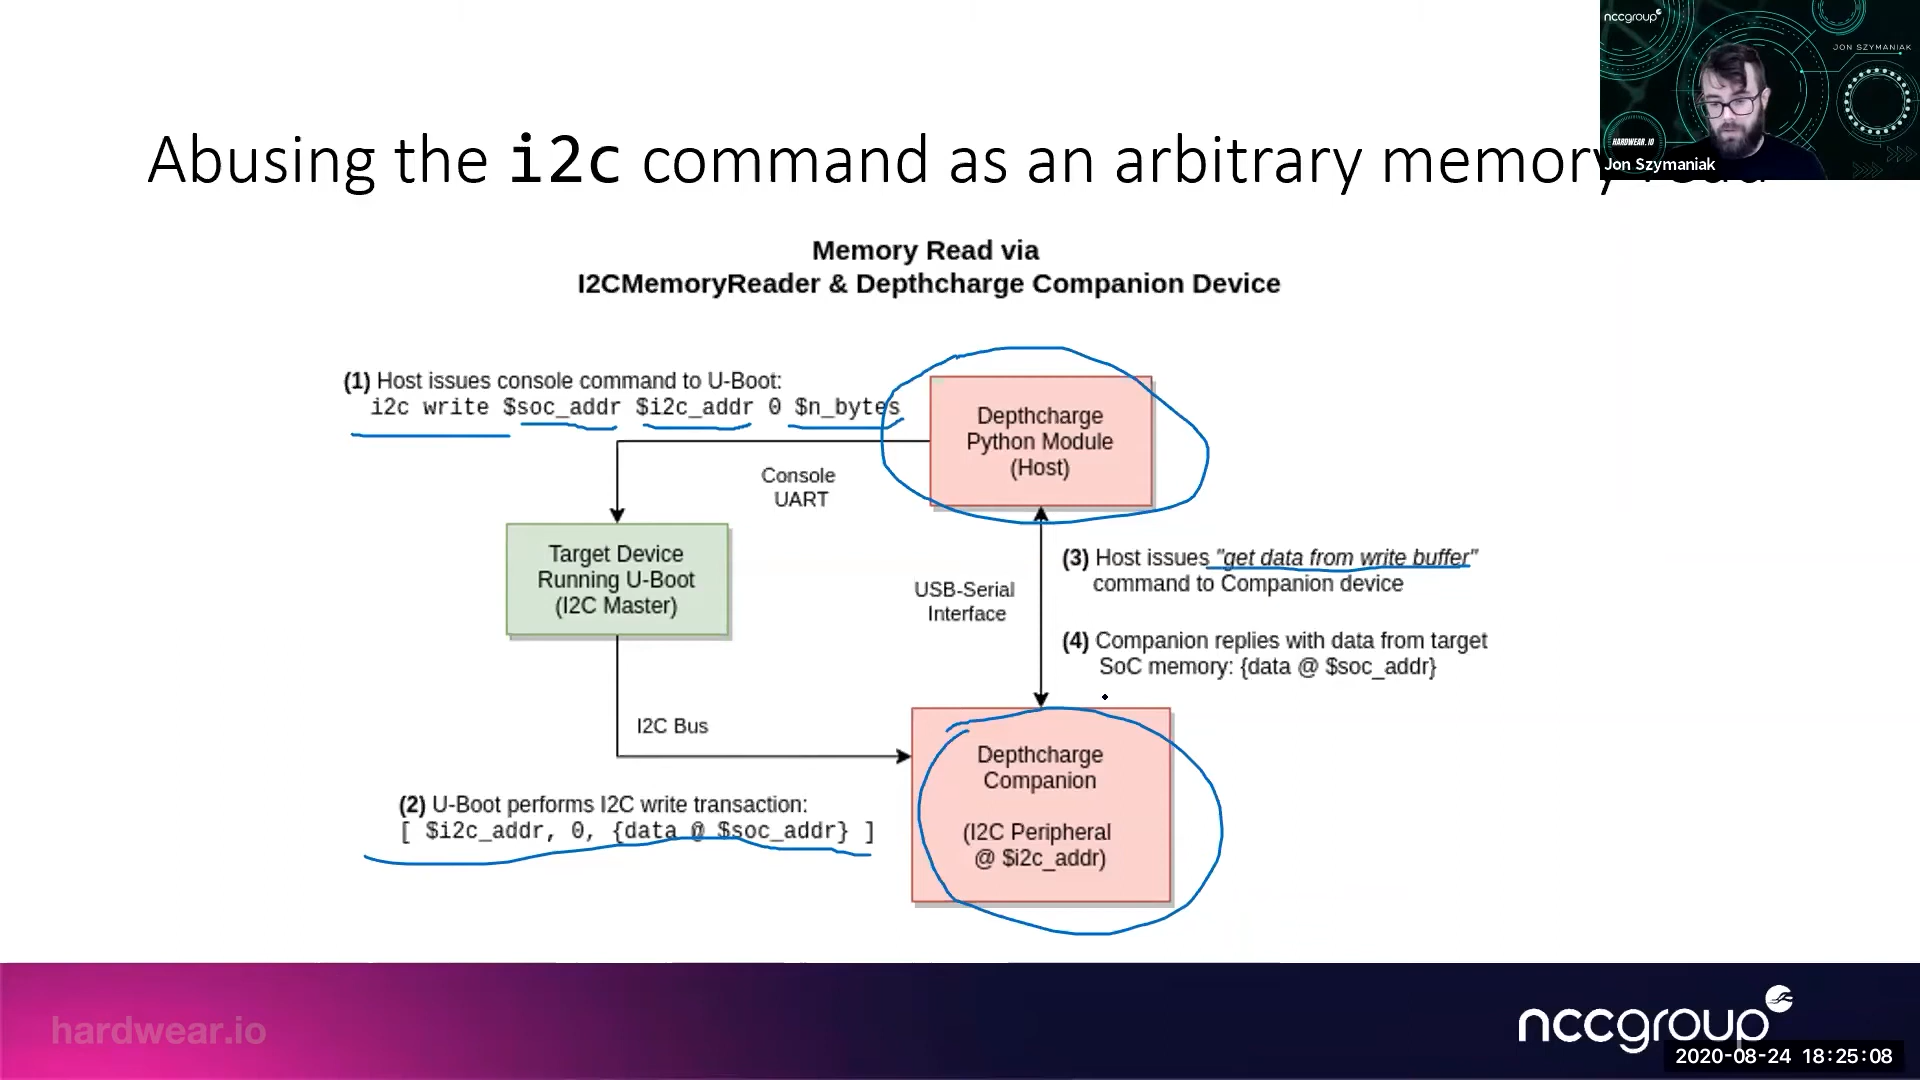 nccgroup
JON SZYMANIAK
HARDWEAR.IO
Jon Szymaniak
Abusing the i2c command as an arbitrary memory
Memory Read via
I2CMemoryReader & Depthcharge Companion Device
(1) Host issues console command to U-Boot:
i2c write $soc_addr $i2c_addr 0 $n_bytes
Depthcharge
Python Module
(Host)
Console
UART
Target Device
Running U-Boot
(I2C Master)
USB-Serial
Interface
(3) Host issues "get data from write buffer"
command to Companion device
(4) Companion replies with data from target
SoC memory: {data @ $soc_addr}
I2C Bus
Depthcharge
Companion
(I2C Peripheral
@ $i2c_addr)
(2) U-Boot performs I2C write transaction:
[ $i2c_addr, 0, {data @ $soc_addr} ]
hardwear.io
nccgroup
2020-08-24 18:25:08